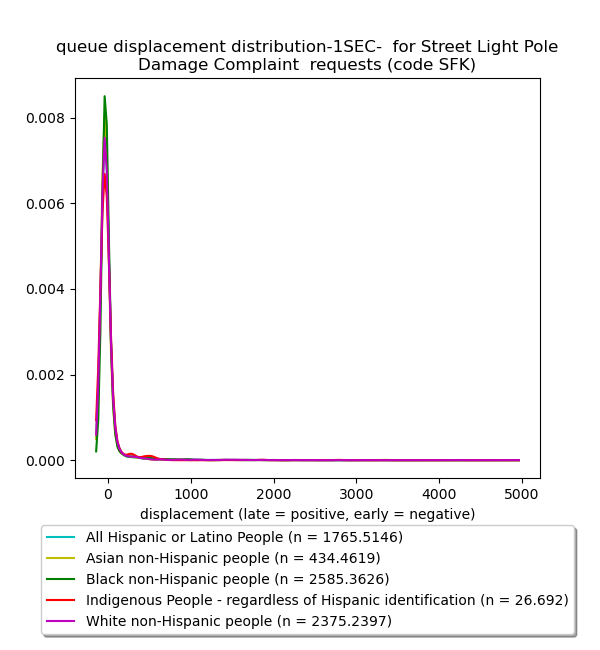 queue displacement distribution-1SEC-  for Street Light Pole
Damage Complaint  requests (code SFK)
0.008
0.006
0.004
0.002
0.000
0 1000 2000 3000 4000 5000
displacement (late = positive, early = negative)
All Hispanic or Latino People (n = 1765.5146)
Asian non-Hispanic people (n = 434.4619)
Black non-Hispanic people (n = 2585.3626)
Indigenous People - regardless of Hispanic identification (n = 26.692)
White non-Hispanic people (n = 2375.2397)